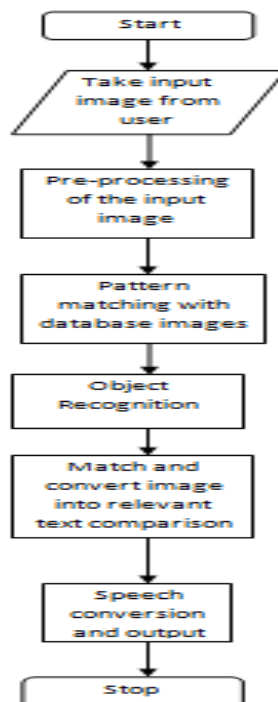 Start
Take input
image from
user
Pre-processing
of the input
image
Pattern
matching with
database images
Object
Recognition
Match and
convert image
into relevant
text comparison
Speech
conversion
and output
Stop